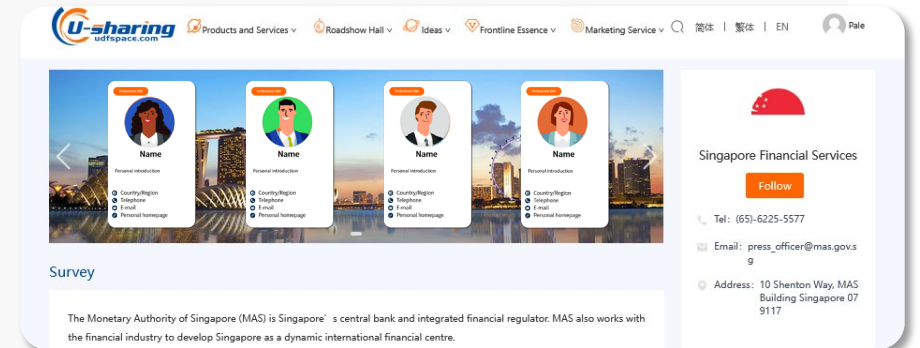 U-sharing
udfspace.com
Products and Services
Roadshow Hall
Ideas
Frontline Essence
Marketing Service
简体 | 繁体 | EN
Pale
Name
Personal introduction
Country/Region
Telephone
E-mail
Personal homepage
Name
Personal introduction
Country/Region
Telephone
E-mail
Personal homepage
Name
Personal introduction
Country/Region
Telephone
E-mail
Personal homepage
Name
Personal introduction
Country/Region
Telephone
E-mail
Personal homepage
Singapore Financial Services
Follow
Tel: (65)-6225-5577
Email: press_officer@mas.gov.s
g
Address: 10 Shenton Way, MAS
Building Singapore 07
9117
Survey
The Monetary Authority of Singapore (MAS) is Singapore’ s central bank and integrated financial regulator. MAS also works with
the financial industry to develop Singapore as a dynamic international financial centre.